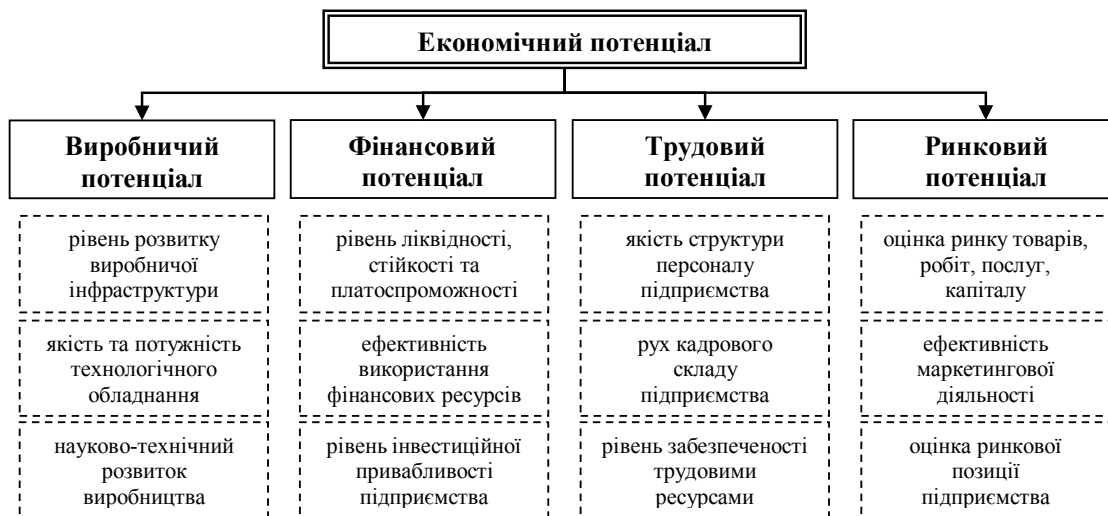 Економічний потенціал
Виробничий
потенціал
рівень розвитку
виробничої
інфраструктури
якість та потужність
технологічного
обладнання
науково-технічний
розвиток
виробництва
Фінансовий
потенціал
рівень ліквідності,
стійкості та
платоспроможності
ефективність
використання
фінансових ресурсів
рівень інвестиційної
привабливості
підприємства
Трудовий
потенціал
якість структури
персоналу
підприємства
рух кадрового
складу
підприємства
рівень забезпеченості
трудовими
ресурсами
Ринковий
потенціал
оцінка ринку товарів,
робіт, послуг,
капіталу
ефективність
маркетингової
діяльності
оцінка ринкової
позиції
підприємства